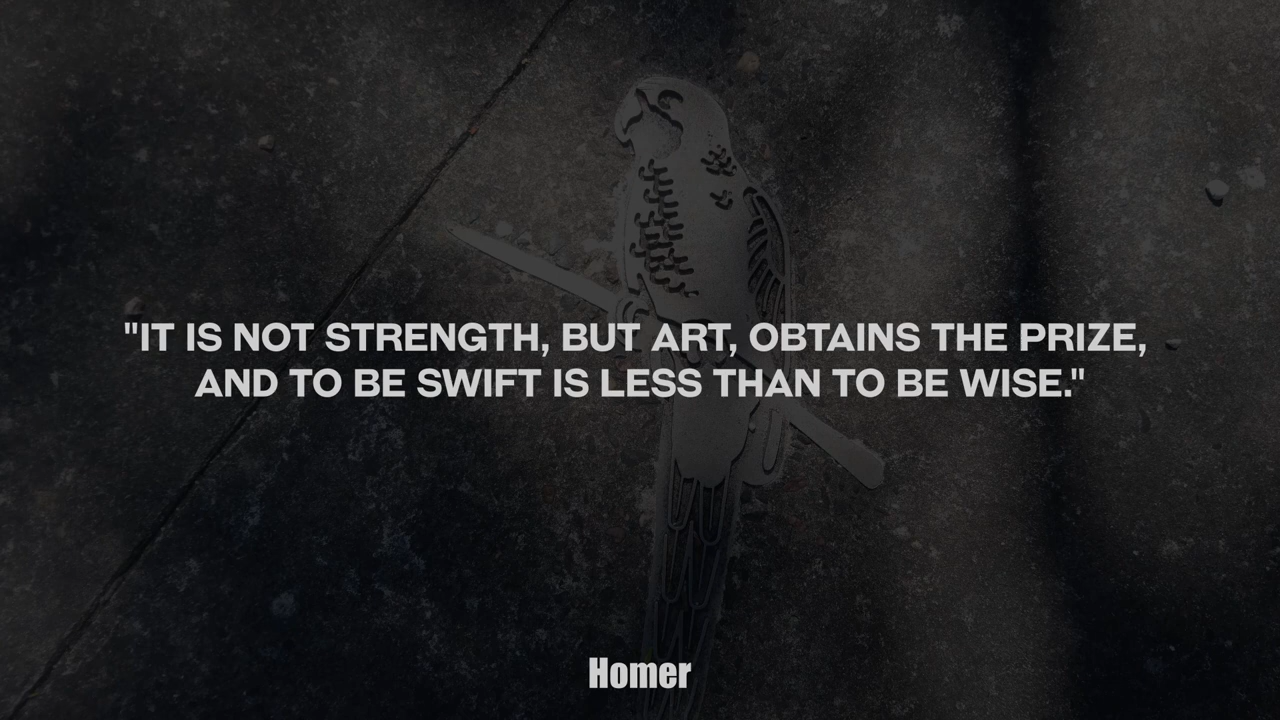 "IT IS NOT STRENGTH, BUT ART, OBTAINS THE PRIZE,
AND TO BE SWIFT IS LESS THAN TO BE WISE."
Homer